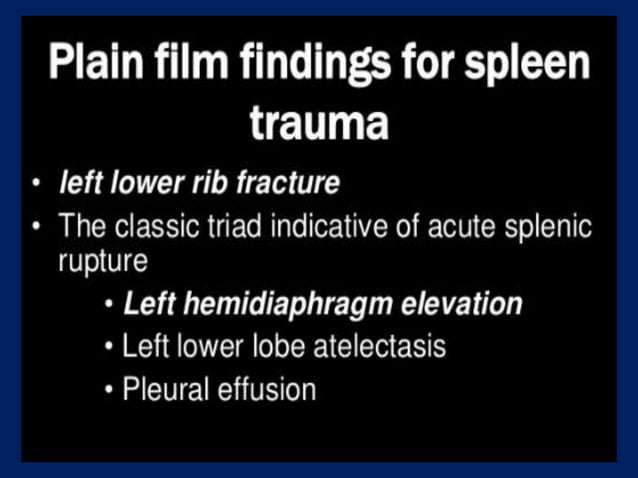 Plain film findings for spleen
trauma
• left lower rib fracture
• The classic triad indicative of acute splenic
rupture
• Left hemidiaphragm elevation
• Left lower lobe atelectasis
• Pleural effusion